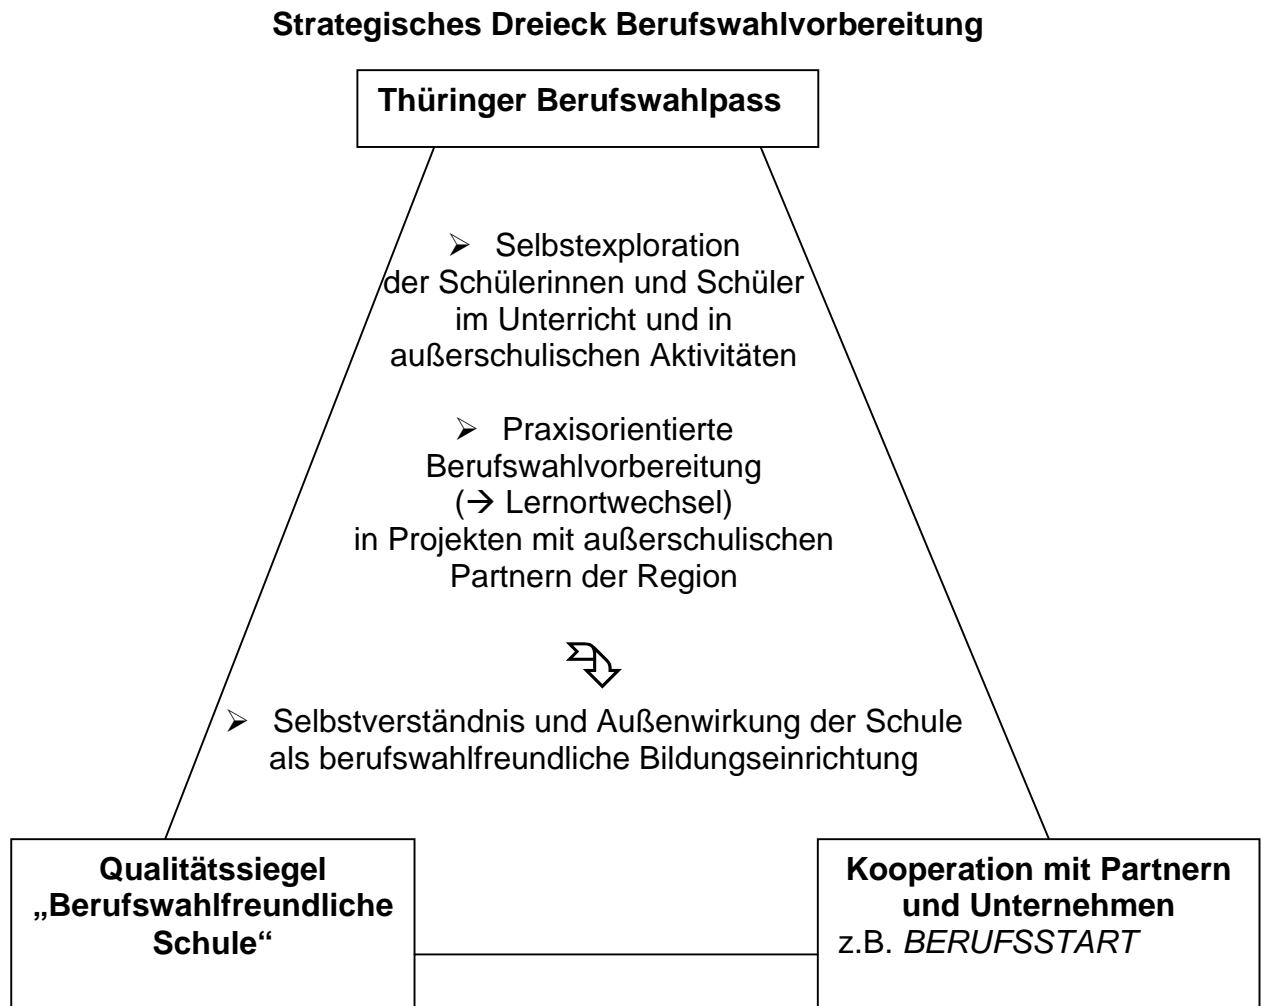 Strategisches Dreieck Berufswahlvorbereitung
Thüringer Berufswahlpass
➢ Selbstexploration
der Schülerinnen und Schüler
im Unterricht und in
außerschulischen Aktivitäten
➢ Praxisorientierte
Berufswahlvorbereitung
(→ Lernortwechsel)
in Projekten mit außerschulischen
Partnern der Region
➢ Selbstverständnis und Außenwirkung der Schule
als berufswahlfreundliche Bildungseinrichtung
Qualitätssiegel
„Berufswahlfreundliche
Schule“
Kooperation mit Partnern
und Unternehmen
z.B. BERUFSSTART